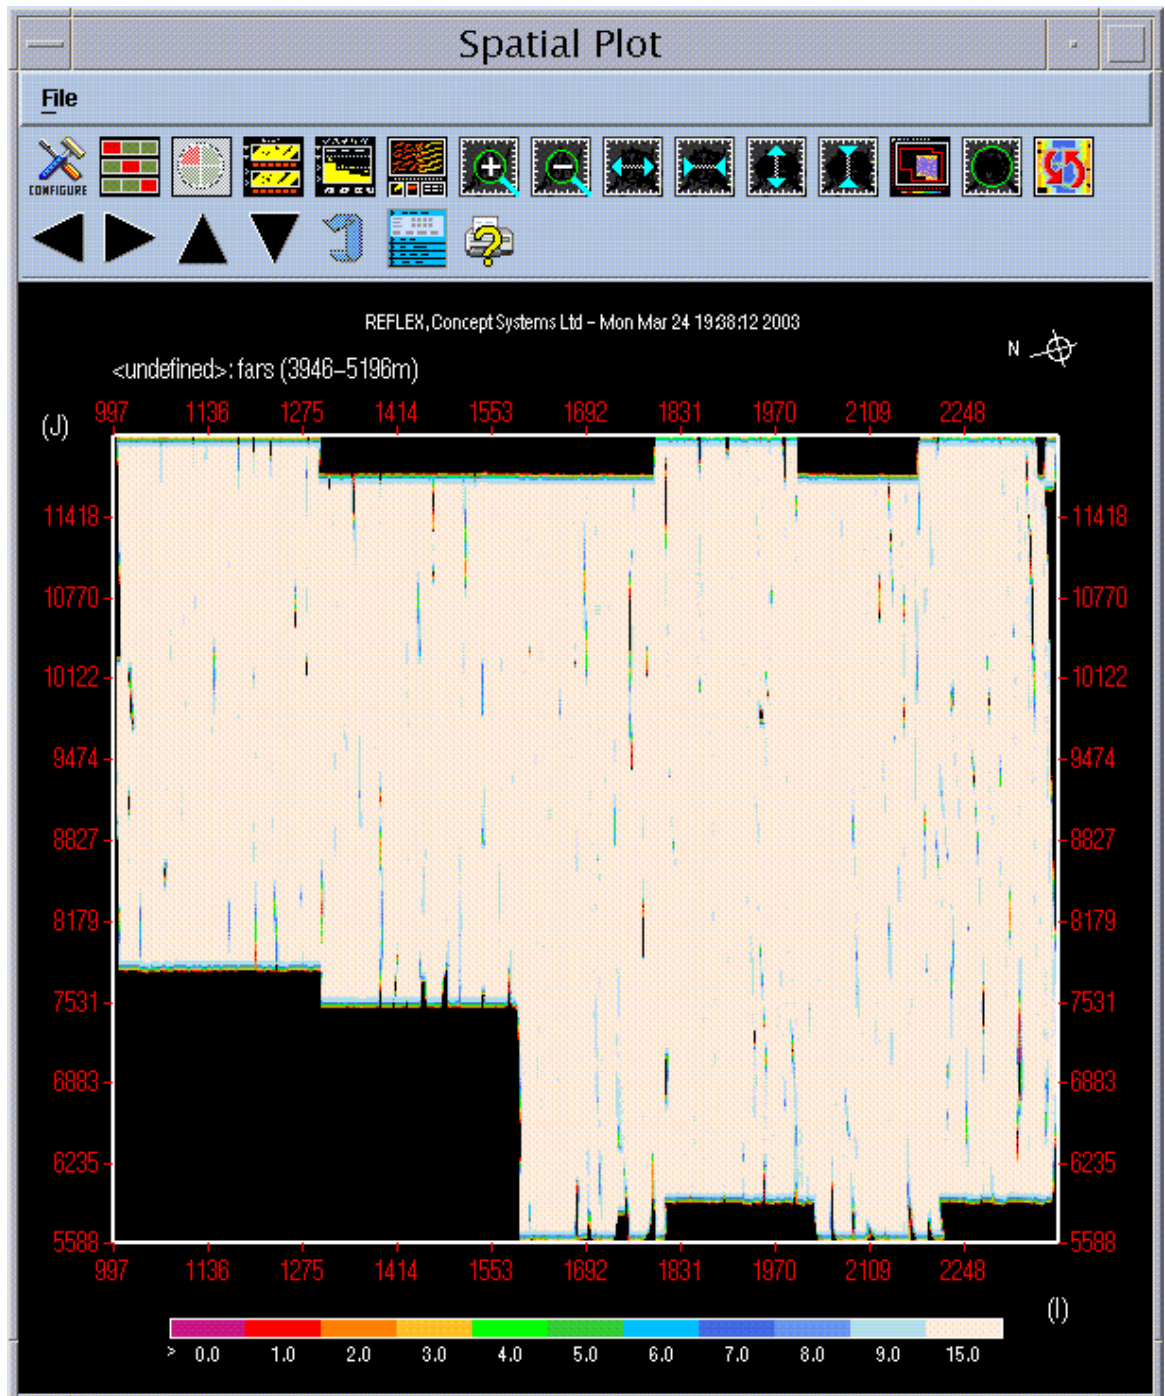 Spatial Plot
File
CONFIGURE
REFLEX, Concept Systems Ltd - Mon Mar 24 19:38:12 2003
N
<undefined>: fars (3946-5196m)
(J)
997 1136 1275 1414 1553 1692 1831 1970 2109 2248
11418 11418
10770 10770
10122 10122
9474 9474
8827 8827
8179 8179
7531 7531
6883 6883
6235 6235
5588 5588
997 1136 1275 1414 1553 1692 1831 1970 2109 2248
(I)
> 0.0 1.0 2.0 3.0 4.0 5.0 6.0 7.0 8.0 9.0 15.0